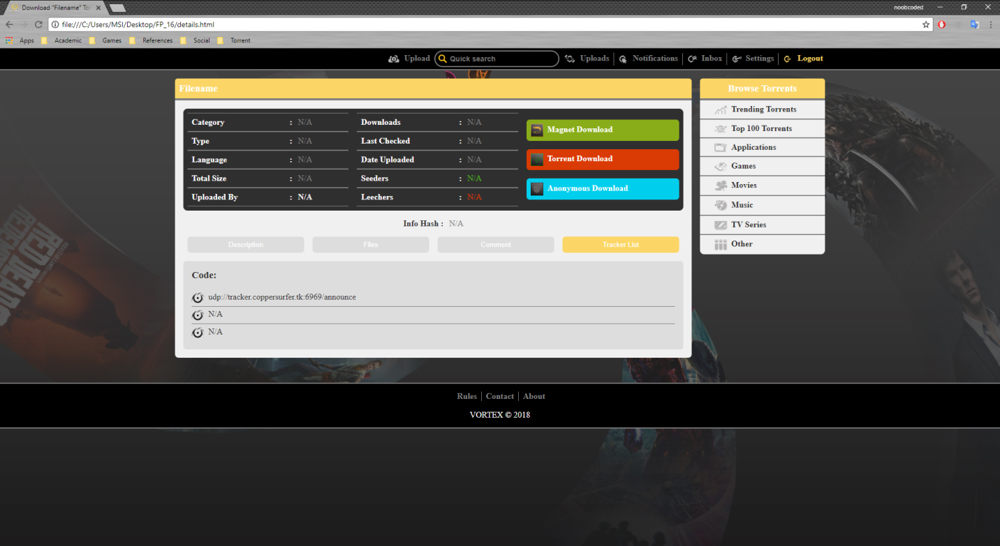 Download "Filename" To
noobcoded
file:///C:/Users/MSI/Desktop/FP_16/details.html
Apps Academic Games References Social Torrent
Upload Quick search Uploads Notifications Inbox Settings Logout
Filename
Category : N/A
Type : N/A
Language : N/A
Total Size : N/A
Uploaded By : N/A
Downloads : N/A
Last Checked : N/A
Date Uploaded : N/A
Seeders : N/A
Leechers : N/A
Magnet Download
Torrent Download
Anonymous Download
Info Hash : N/A
Description Files Comment Tracker List
Code:
udp://tracker.coppersurfer.tk:6969/announce
N/A
N/A
Browse Torrents
Trending Torrents
Top 100 Torrents
Applications
Games
Movies
Music
TV Series
Other
RED DEAD
Rules Contact About
VORTEX © 2018